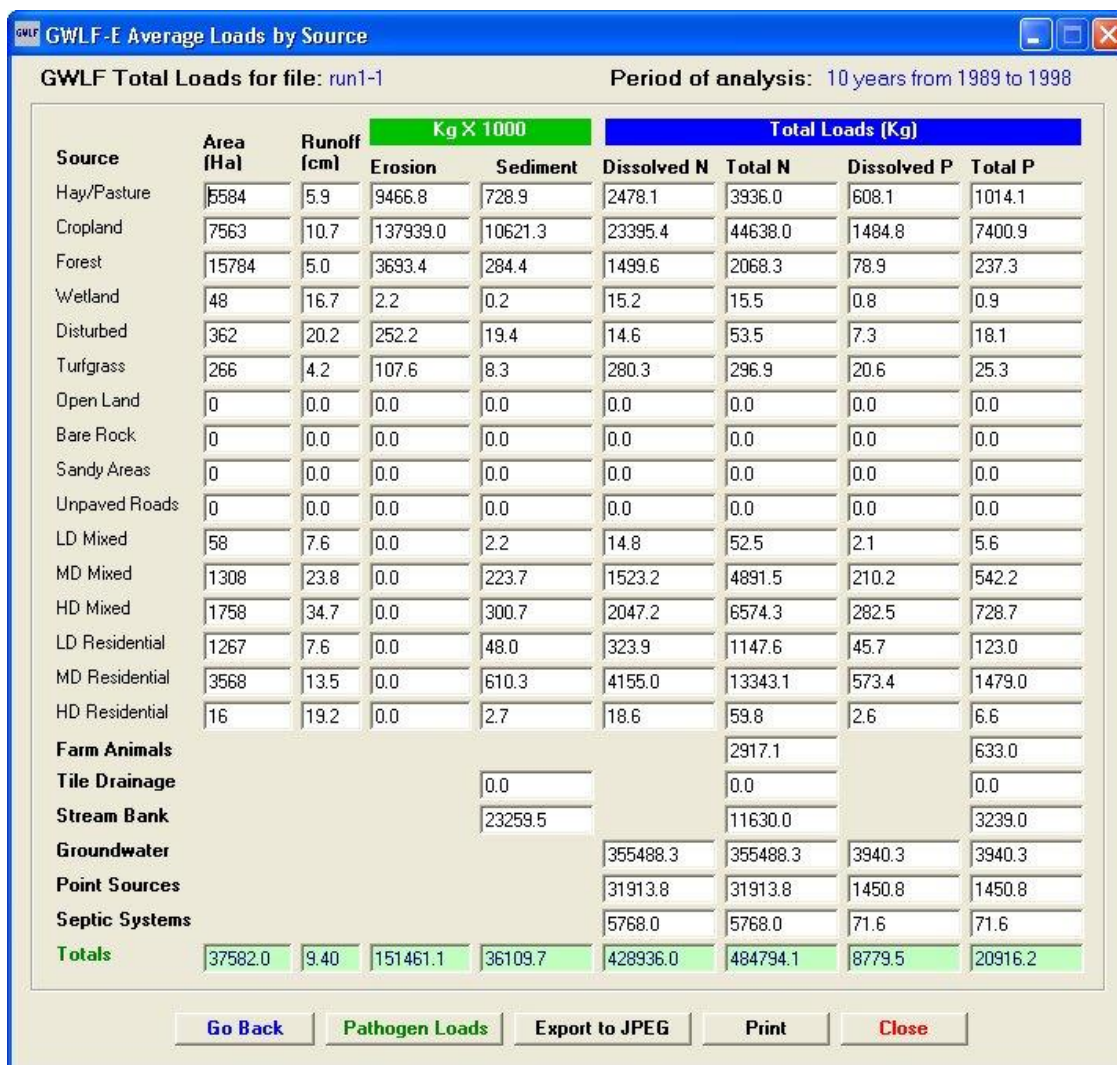 GWLF GWLF-E Average Loads by Source
GWLF Total Loads for file: run1-1 Period of analysis: 10 years from 1989 to 1998
Kg X 1000 Total Loads (Kg)
Source Area (Ha) Runoff (cm) Erosion Sediment Dissolved N Total N Dissolved P Total P
Hay/Pasture 5584 5.9 9466.8 728.9 2478.1 3936.0 608.1 1014.1
Cropland 7563 10.7 137939.0 10621.3 23395.4 44638.0 1484.8 7400.9
Forest 15784 5.0 3693.4 284.4 1499.6 2068.3 78.9 237.3
Wetland 48 16.7 2.2 0.2 15.2 15.5 0.8 0.9
Disturbed 362 20.2 252.2 19.4 14.6 53.5 7.3 18.1
Turfgrass 266 4.2 107.6 8.3 280.3 296.9 20.6 25.3
Open Land 0 0.0 0.0 0.0 0.0 0.0 0.0 0.0
Bare Rock 0 0.0 0.0 0.0 0.0 0.0 0.0 0.0
Sandy Areas 0 0.0 0.0 0.0 0.0 0.0 0.0 0.0
Unpaved Roads 0 0.0 0.0 0.0 0.0 0.0 0.0 0.0
LD Mixed 58 7.6 0.0 2.2 14.8 52.5 2.1 5.6
MD Mixed 1308 23.8 0.0 223.7 1523.2 4891.5 210.2 542.2
HD Mixed 1758 34.7 0.0 300.7 2047.2 6574.3 282.5 728.7
LD Residential 1267 7.6 0.0 48.0 323.9 1147.6 45.7 123.0
MD Residential 3568 13.5 0.0 610.3 4155.0 13343.1 573.4 1479.0
HD Residential 16 19.2 0.0 2.7 18.6 59.8 2.6 6.6
Farm Animals 2917.1 633.0
Tile Drainage 0.0 0.0 0.0
Stream Bank 23259.5 11630.0 3239.0
Groundwater 355488.3 355488.3 3940.3 3940.3
Point Sources 31913.8 31913.8 1450.8 1450.8
Septic Systems 5768.0 5768.0 71.6 71.6
Totals 37582.0 9.40 151461.1 36109.7 428936.0 484794.1 8779.5 20916.2
Go Back Pathogen Loads Export to JPEG Print Close